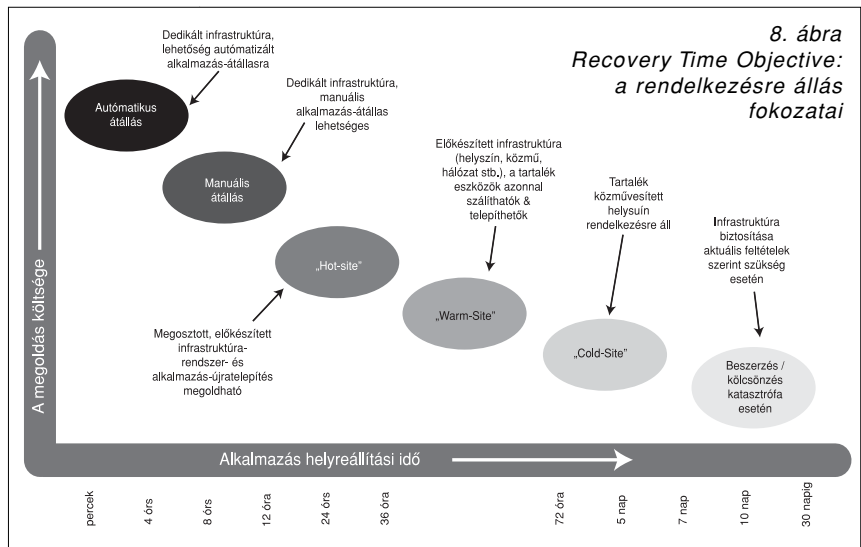 8. ábra
Recovery Time Objective:
a rendelkezésre állás
fokozatai
Dedikált infrastruktúra,
lehetőség autómatizált
alkalmazás-átállasra
Autómatikus
átállás
Dedikált infrastruktúra,
manuális
alkalmazás-átállas
lehetséges
Manuális
átállás
„Hot-site"
Megosztott, előkészített
infrastruktúra-
rendszer- és
alkalmazás-újratelepítés
megoldható
Előkészített infrastruktúra
(helyszín, közmű,
hálózat stb.), a tartalék
eszközök azonnal
szálíthatók &
telepíthetők
„Warm-Site"
Tartalék
közművesített
helysuín
rendelkezésre áll
„Cold-Site"
Infrastruktúra
biztosítása
aktuális feltételek
szerint szükség
esetén
Beszerzés /
kölcsönzés
katasztrófa
esetén
A megoldás költsége
Alkalmazás helyreállítási idő
percek
4 órs
8 órs
12 óra
24 órs
36 óra
72 óra
5 nap
7 nap
10 nap
30 napig